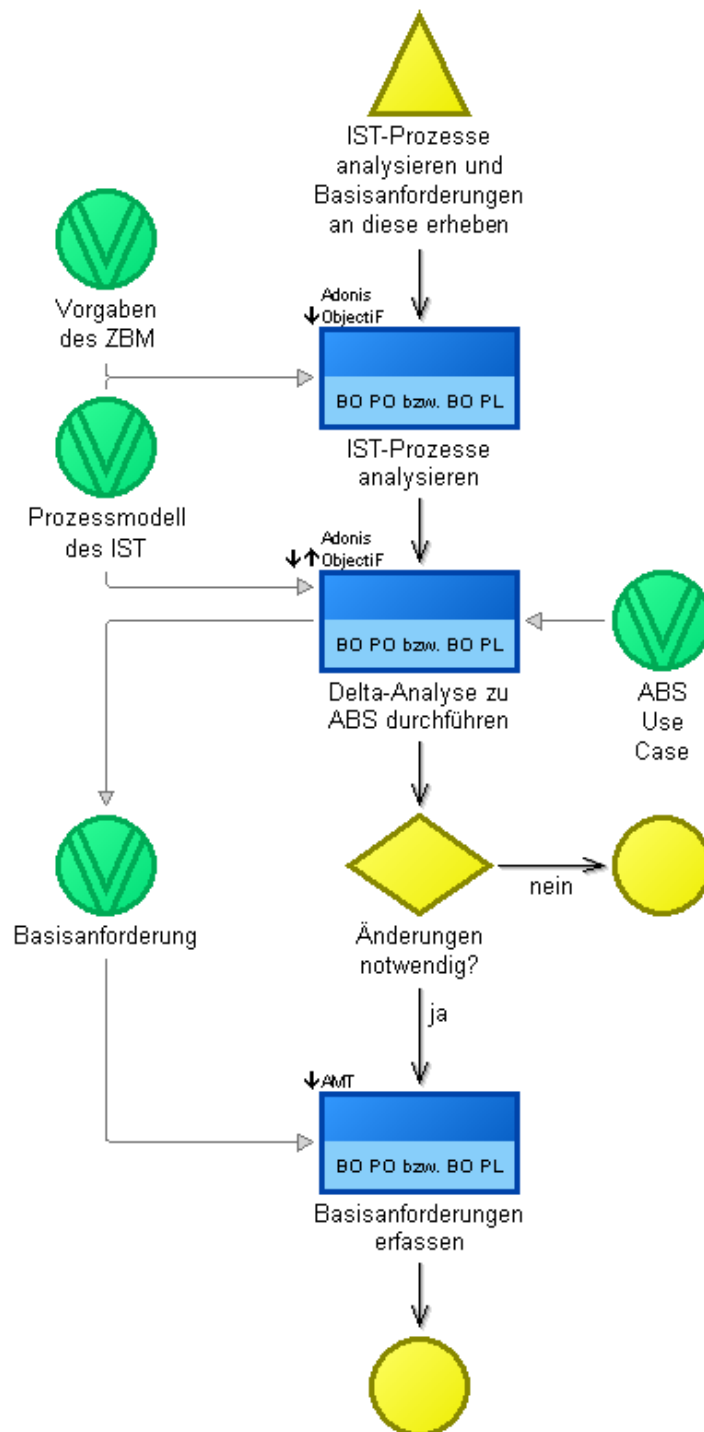 IST-Prozesse
analysieren und
Basisanforderungen
an diese erheben
Vorgaben
des ZBM
Adonis
ObjectiF
BO PO bzw. BO PL
IST-Prozesse
analysieren
Prozessmodell
des IST
Adonis
ObjectiF
BO PO bzw. BO PL
Delta-Analyse zu
ABS durchführen
ABS
Use
Case
nein
Basisanforderung
Änderungen
notwendig?
ja
AMT
BO PO bzw. BO PL
Basisanforderungen
erfassen